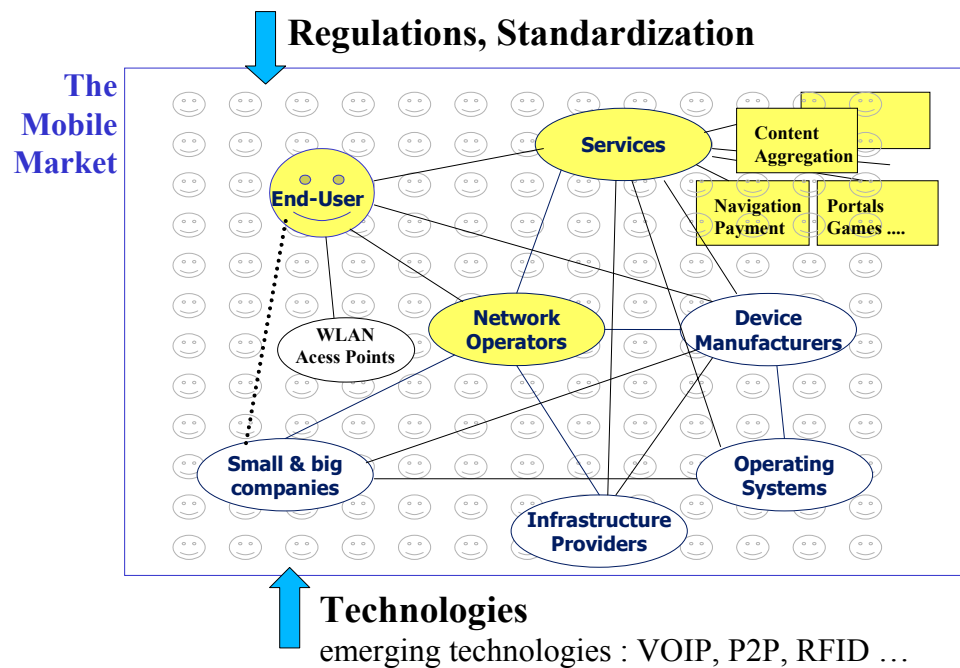 Regulations, Standardization
The
Mobile
Market
Services
Content
Aggregation
End-User
Navigation
Payment
Portals
Games ....
Network
Operators
Device
Manufacturers
WLAN
Acess Points
Small & big
companies
Operating
Systems
Infrastructure
Providers
Technologies
emerging technologies : VOIP, P2P, RFID …